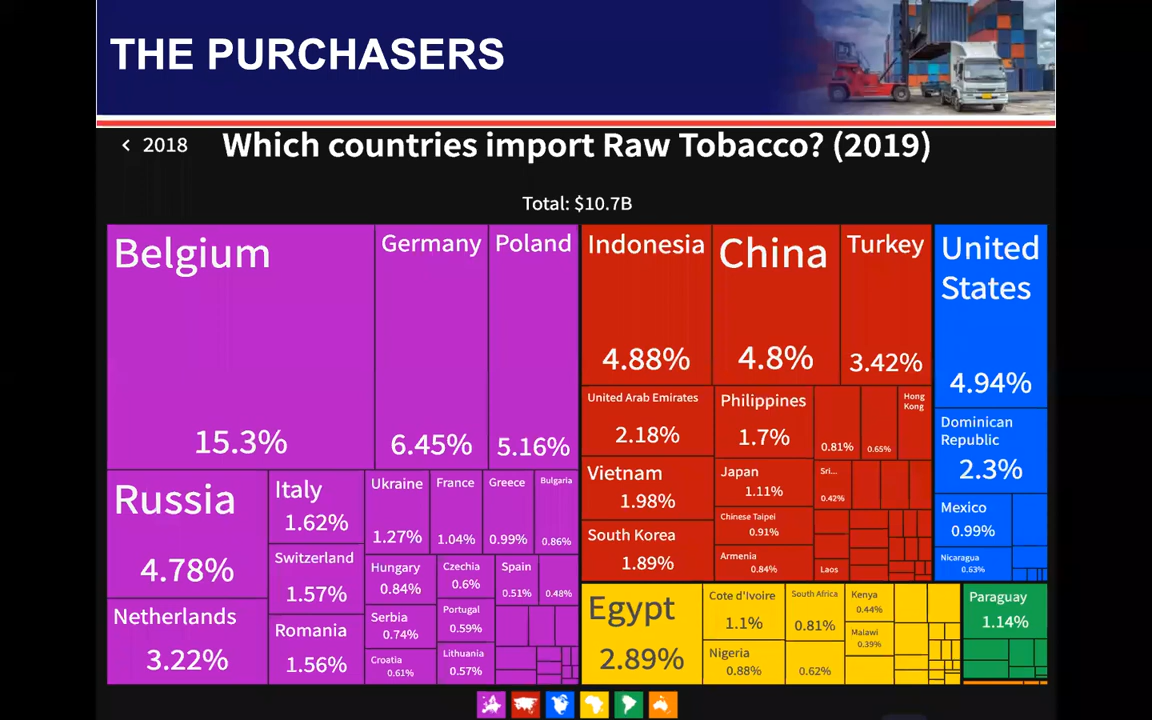 THE PURCHASERS
< 2018
Which countries import Raw Tobacco? (2019)
Total: $10.7B
Belgium
15.3%
Germany
6.45%
Poland
5.16%
Russia
4.78%
Netherlands
3.22%
Italy
1.62%
Switzerland
1.57%
Romania
1.56%
Ukraine
1.27%
France
1.04%
Greece
0.99%
Bulgaria
0.86%
Hungary
0.84%
Serbia
0.74%
Croatia
0.61%
Czechia
0.6%
Portugal
0.59%
Lithuania
0.57%
Spain
0.51%
0.48%
Indonesia
4.88%
China
4.8%
Turkey
3.42%
United Arab Emirates
2.18%
Vietnam
1.98%
South Korea
1.89%
Philippines
1.7%
Japan
1.11%
Chinese Taipei
0.91%
Armenia
0.84%
0.81%
0.65%
Hong
Kong
Sri...
0.42%
Laos
United
States
4.94%
Dominican
Republic
2.3%
Mexico
0.99%
Nicaragua
0.63%
Egypt
2.89%
Cote d'Ivoire
1.1%
Nigeria
0.88%
South Africa
0.81%
0.62%
Kenya
0.44%
Malawi
0.39%
Paraguay
1.14%